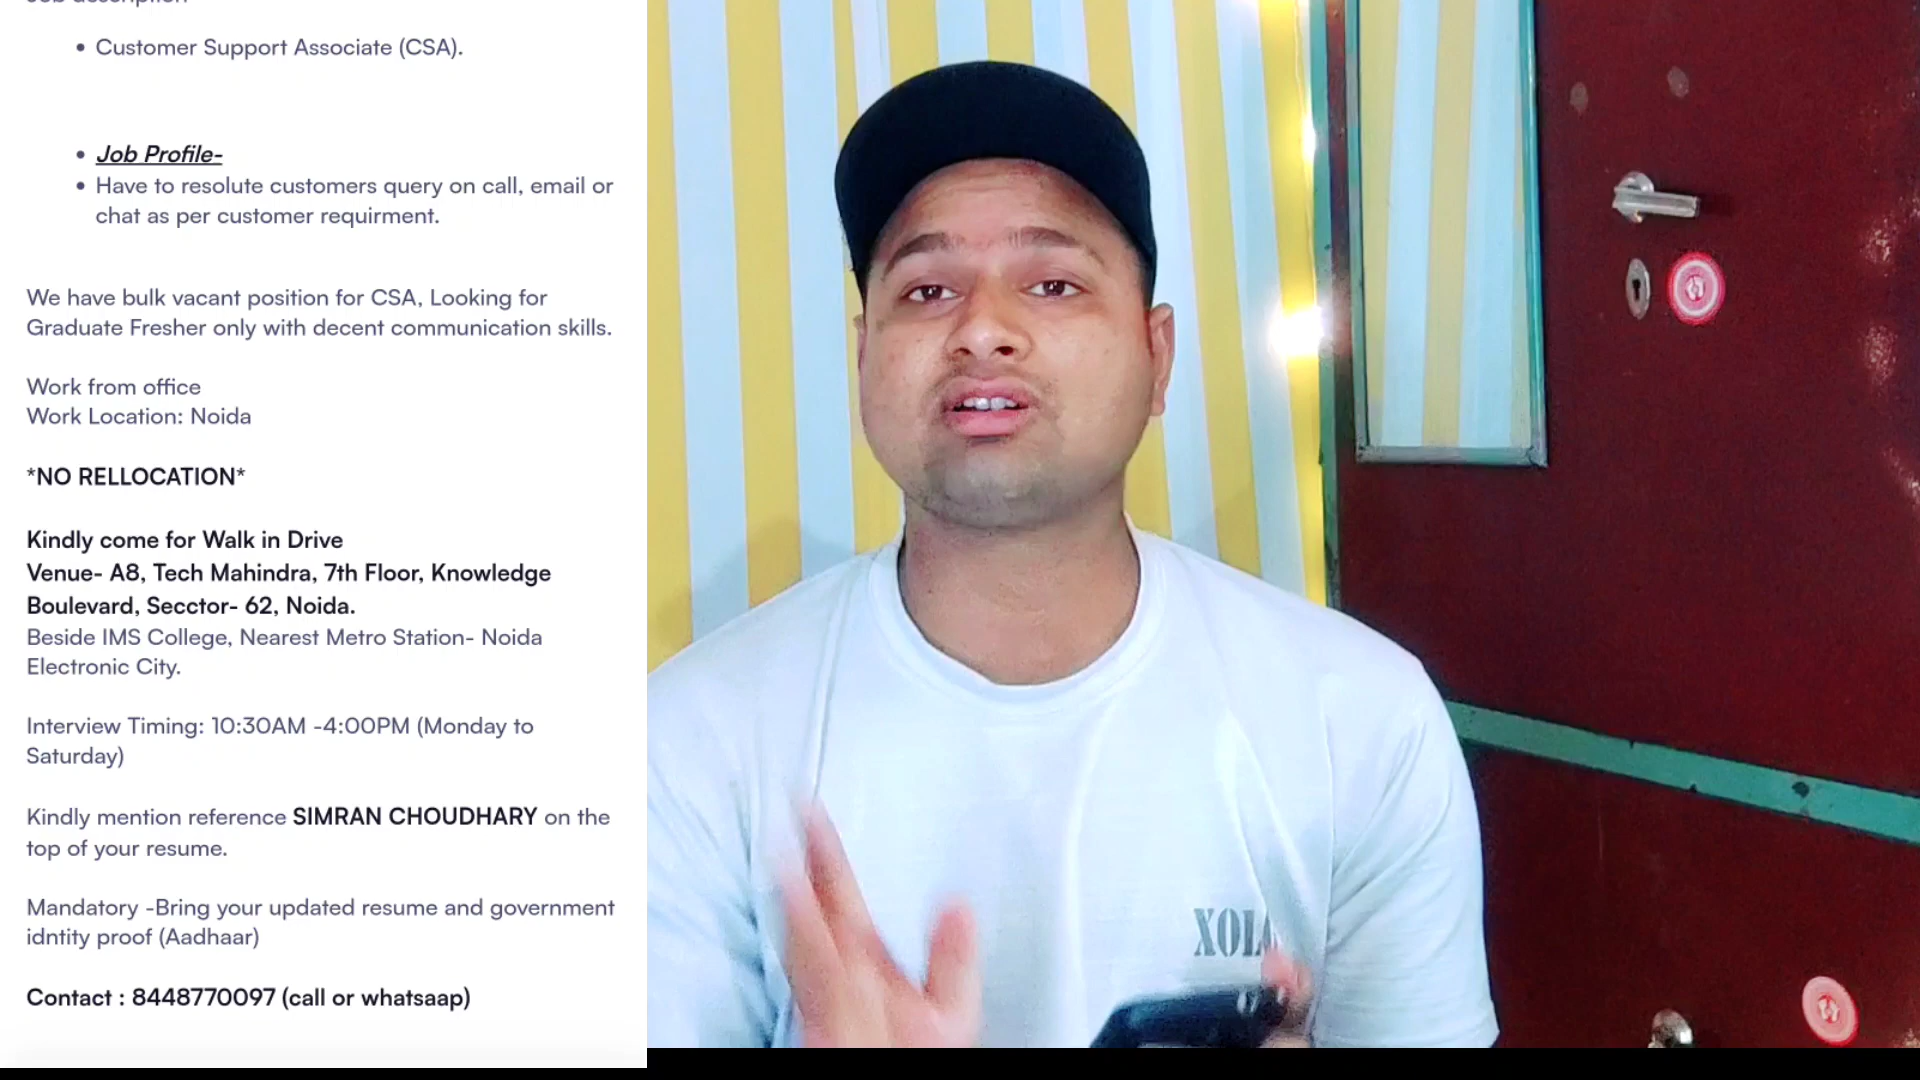 Job description
Customer Support Associate (CSA).
Job Profile-
Have to resolute customers query on call, email or
chat as per customer requirment.
We have bulk vacant position for CSA, Looking for
Graduate Fresher only with decent communication skills.
Work from office
Work Location: Noida
*NO RELLOCATION*
Kindly come for Walk in Drive
Venue- A8, Tech Mahindra, 7th Floor, Knowledge
Boulevard, Secctor- 62, Noida.
Beside IMS College, Nearest Metro Station- Noida
Electronic City.
Interview Timing: 10:30AM -4:00PM (Monday to
Saturday)
Kindly mention reference SIMRAN CHOUDHARY on the
top of your resume.
Mandatory -Bring your updated resume and government
idntity proof (Aadhaar)
Contact : 8448770097 (call or whatsaap)